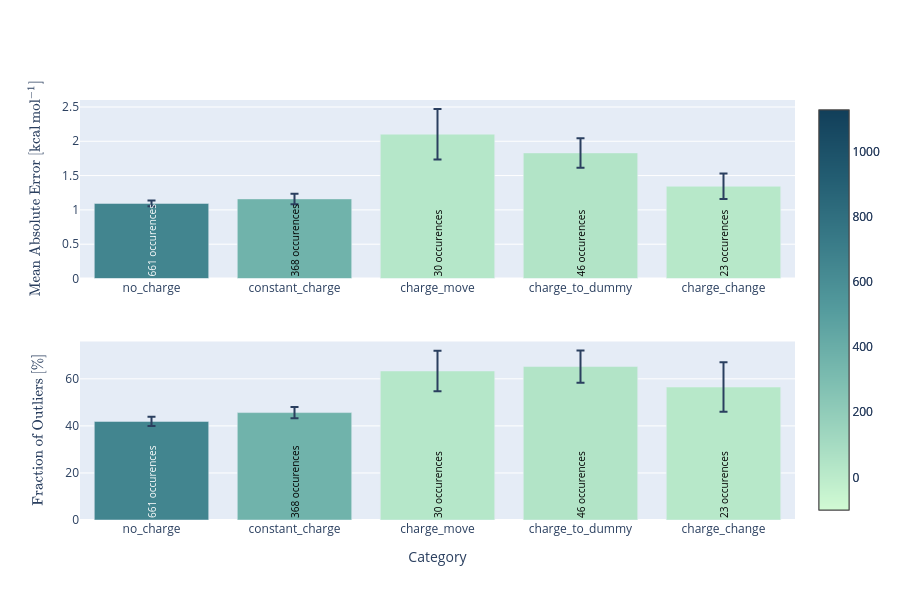 Mean Absolute Error [kcal mol⁻¹]
2.5
2
1.5
1
0.5
0
661 occurences
368 occurences
30 occurences
46 occurences
23 occurences
no_charge
constant_charge
charge_move
charge_to_dummy
charge_change
Fraction of Outliers [%]
60
40
20
0
661 occurences
368 occurences
30 occurences
46 occurences
23 occurences
no_charge
constant_charge
charge_move
charge_to_dummy
charge_change
Category
1000
800
600
400
200
0